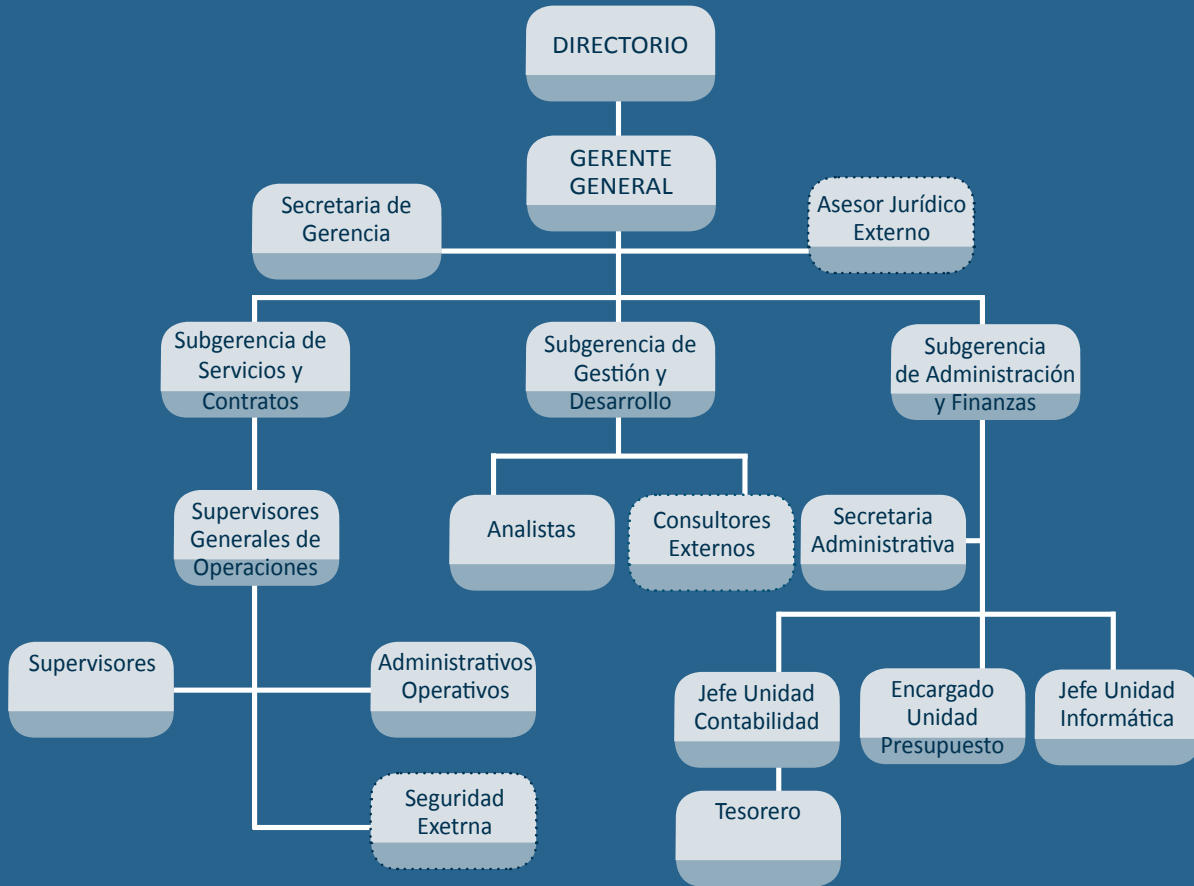 DIRECTORIO
GERENTE
GENERAL
Secretaria de
Gerencia
Asesor Jurídico
Externo
Subgerencia de
Servicios y
Contratos
Subgerencia de
Gestión y
Desarrollo
Subgerencia
de Administración
y Finanzas
Supervisores
Generales de
Operaciones
Analistas
Consultores
Externos
Secretaria
Administrativa
Supervisores
Administrativos
Operativos
Jefe Unidad
Contabilidad
Encargado
Unidad
Presupuesto
Jefe Unidad
Informática
Seguridad
Exetrna
Tesorero